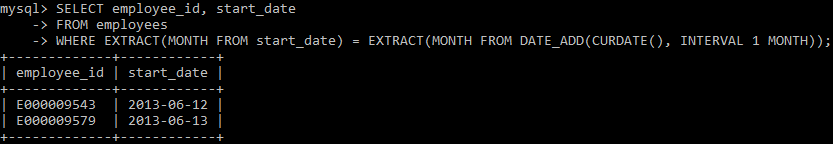 mysql> SELECT employee_id, start_date
    -> FROM employees
    -> WHERE EXTRACT(MONTH FROM start_date) = EXTRACT(MONTH FROM DATE_ADD(CURDATE(), INTERVAL 1 MONTH));
+-------------+------------+
| employee_id | start_date |
+-------------+------------+
| E000009543  | 2013-06-12 |
| E000009579  | 2013-06-13 |
+-------------+------------+